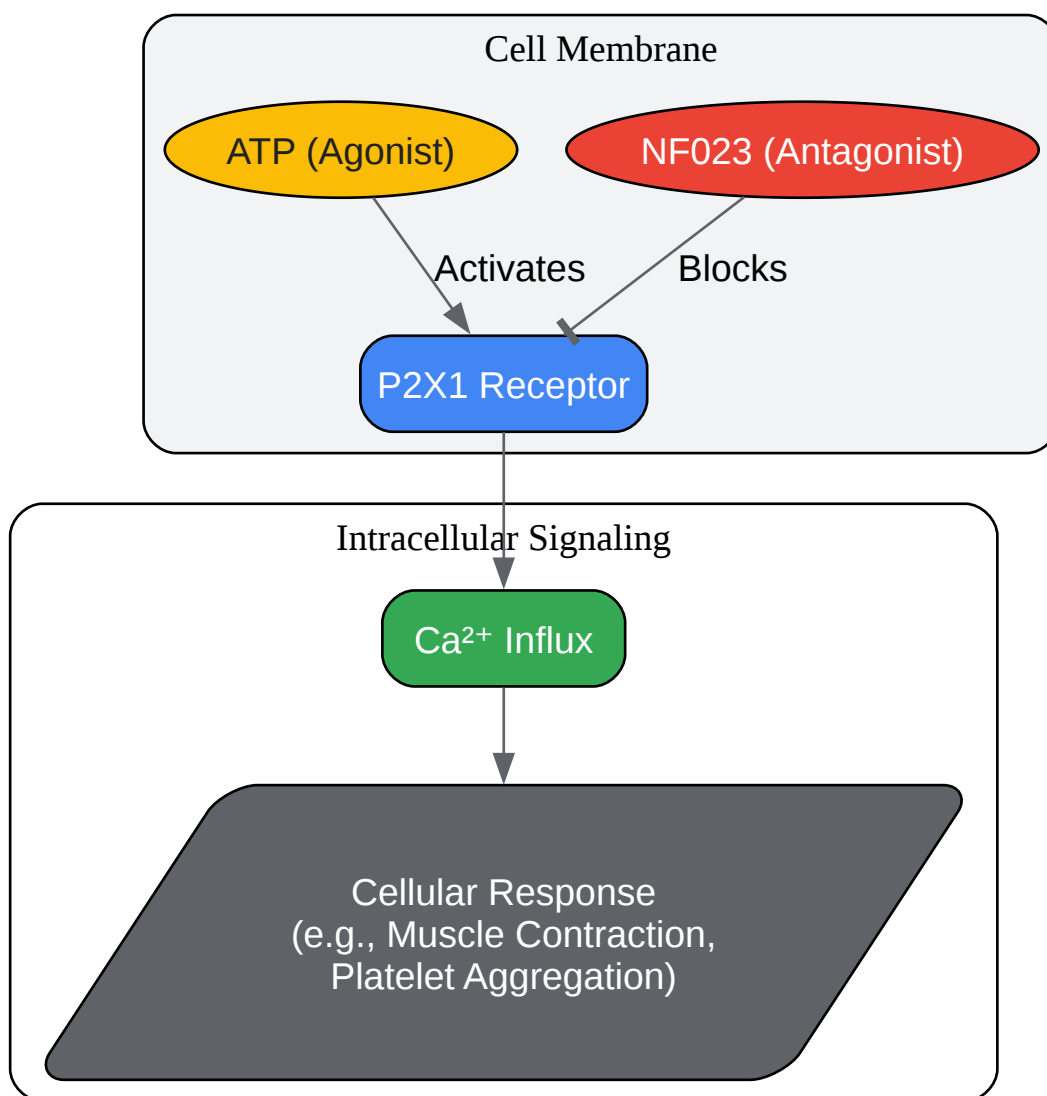 Cell Membrane
ATP (Agonist)
NF023 (Antagonist)
Activates
Blocks
P2X1 Receptor
Intracellular Signaling
Ca²⁺ Influx
Cellular Response
(e.g., Muscle Contraction,
Platelet Aggregation)